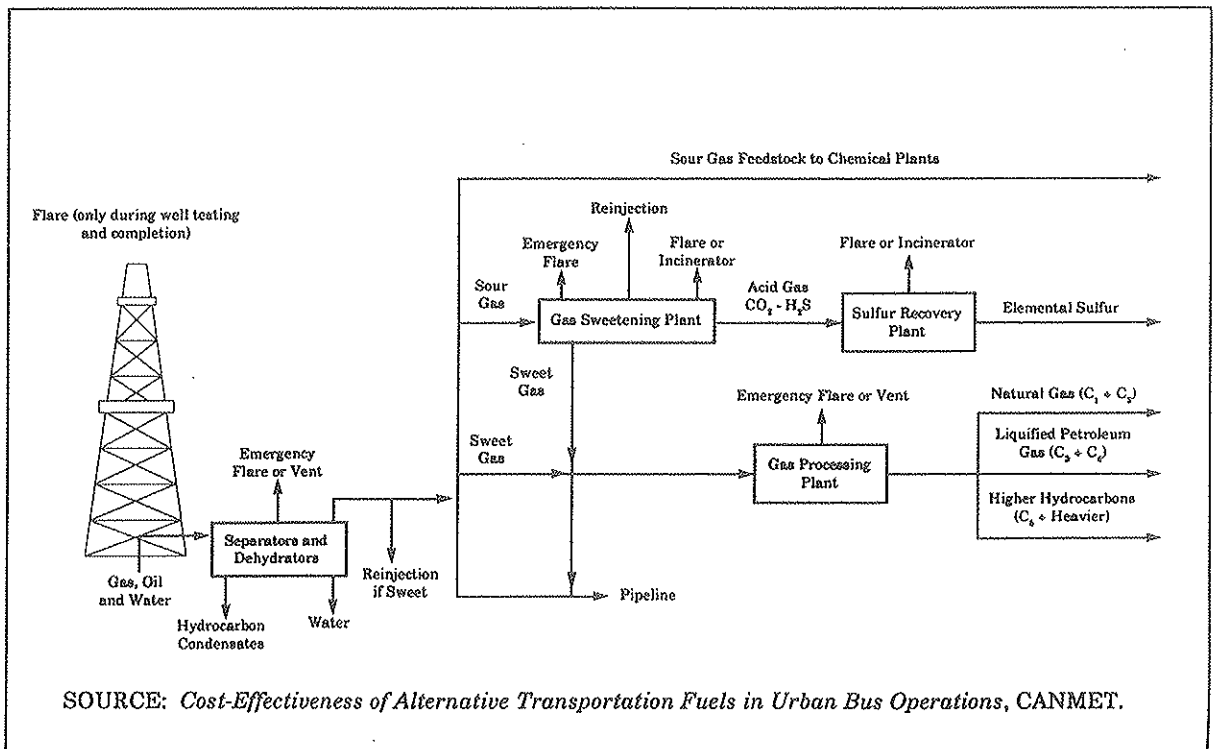 Sour Gas Feedstock to Chemical Plants
Flare (only during well testing
and completion)
Reinjection
Emergency
Flare
Flare or
Incinerator
Flare or Incinerator
Sour
Gas
Gas Sweetening Plant
Acid Gas
CO₂ - H₂S
Sulfur Recovery
Plant
Elemental Sulfur
Sweet
Gas
Emergency Flare or Vent
Natural Gas (C₁ +
Sweet
Gas
Gas Processing
Plant
Liquified Petroleum
Gas
Emergency
Flare or Vent
Higher Hydrocarbons
+ Heavier)
Separators and
Dehydrators
Gas, Oil
and Water
Reinjection
if Sweet
Pipeline
Hydrocarbon
Condensates
Water
SOURCE: Cost-Effectiveness of Alternative Transportation Fuels in Urban Bus Operations, CANMET.